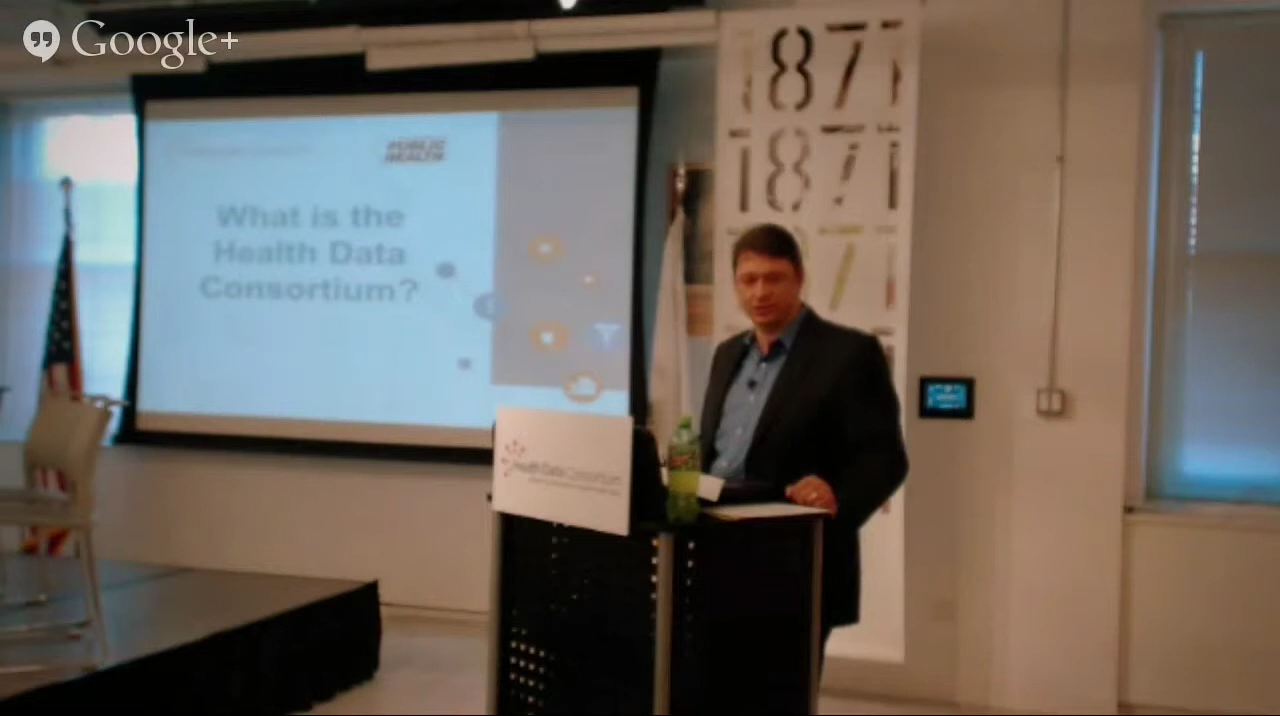 Google+
PUBLIC
HEALTH
What is the
Health Data
Consortium?
1871
1871
Health Data Consortium